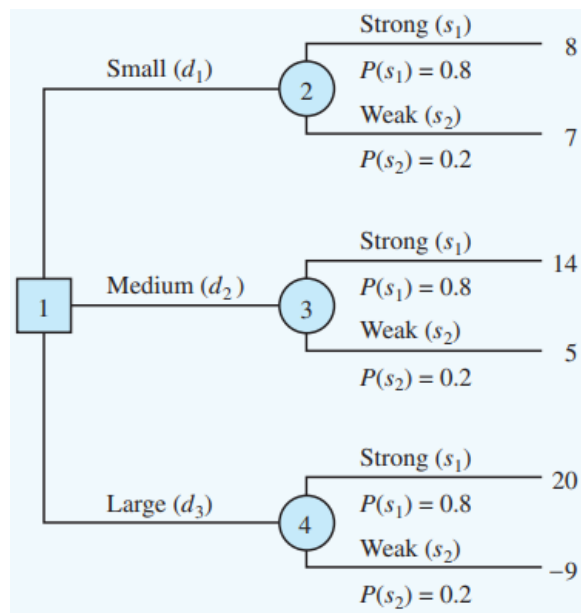 Strong (s₁)
8
Small (d₁)
P(s₁) = 0.8
2
Weak (s₂)
7
P(s₂) = 0.2
Strong (s₁)
14
Medium (d₂)
P(s₁) = 0.8
1
3
Weak (s₂)
5
P(s₂) = 0.2
Strong (s₁)
20
Large (d₃)
P(s₁) = 0.8
4
Weak (s₂)
−9
P(s₂) = 0.2